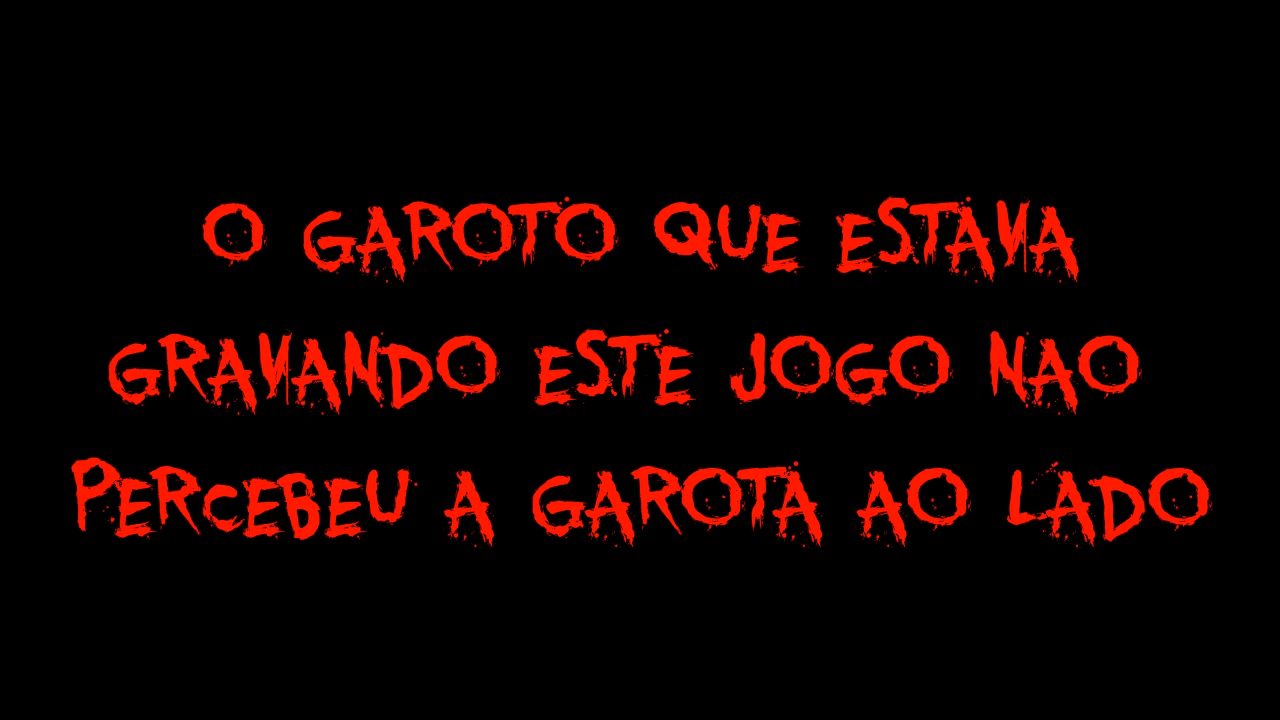 O GAROTO QUE ESTAVA
GRAVANDO ESTE JOGO NAO
PERCEBEU A GAROTA AO LADO